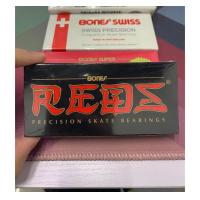 BONES SWISS
SWISS PRECISION
BONES
REDS
PRECISION SKATE BEARINGS